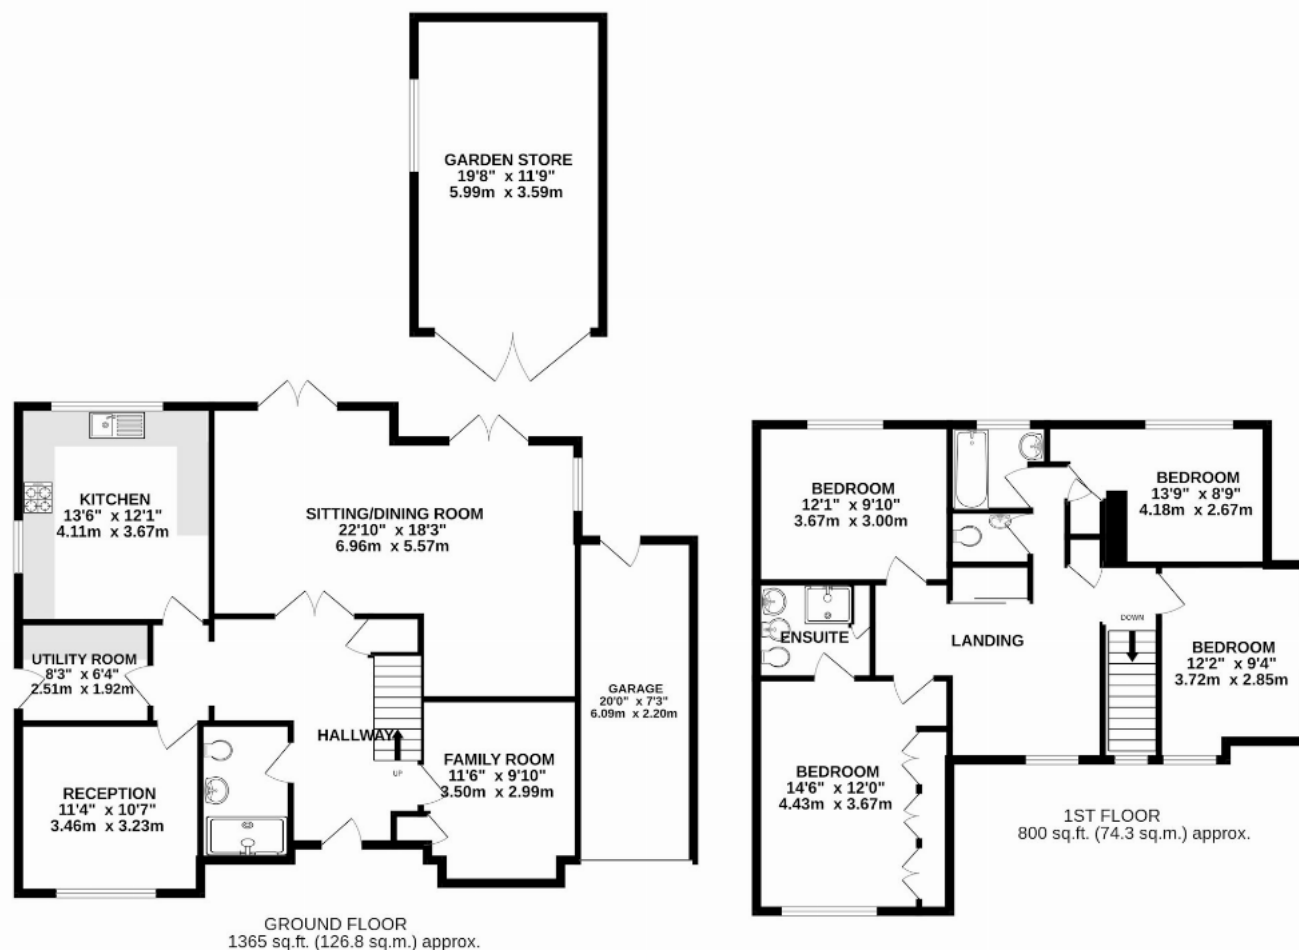 GARDEN STORE
19'8" x 11'9"
5.99m x 3.59m
KITCHEN
13'6" x 12'1"
4.11m x 3.67m
SITTING/DINING ROOM
22'10" x 18'3"
6.96m x 5.57m
UTILITY ROOM
8'3" x 6'4"
2.51m x 1.92m
GARAGE
20'0" x 7'3"
6.09m x 2.20m
HALLWAY
UP
FAMILY ROOM
11'6" x 9'10"
3.50m x 2.99m
RECEPTION
11'4" x 10'7"
3.46m x 3.23m
GROUND FLOOR
1365 sq.ft. (126.8 sq.m.) approx.
BEDROOM
12'1" x 9'10"
3.67m x 3.00m
BEDROOM
13'9" x 8'9"
4.18m x 2.67m
ENSUITE
LANDING
DOWN
BEDROOM
12'2" x 9'4"
3.72m x 2.85m
BEDROOM
14'6" x 12'0"
4.43m x 3.67m
1ST FLOOR
800 sq.ft. (74.3 sq.m.) approx.